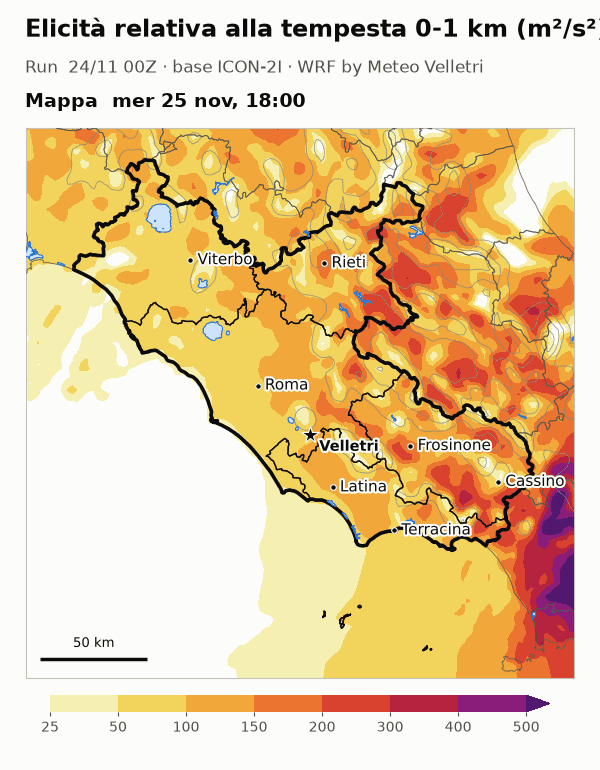 Elicità relativa alla tempesta 0-1 km (m²/s²)
Run 24/11 00Z · base ICON-2I · WRF by Meteo Velletri
Mappa mer 25 nov, 18:00
Viterbo
Rieti
Roma
Velletri
Frosinone
Cassino
Latina
Terracina
50 km
25 50 100 150 200 300 400 500